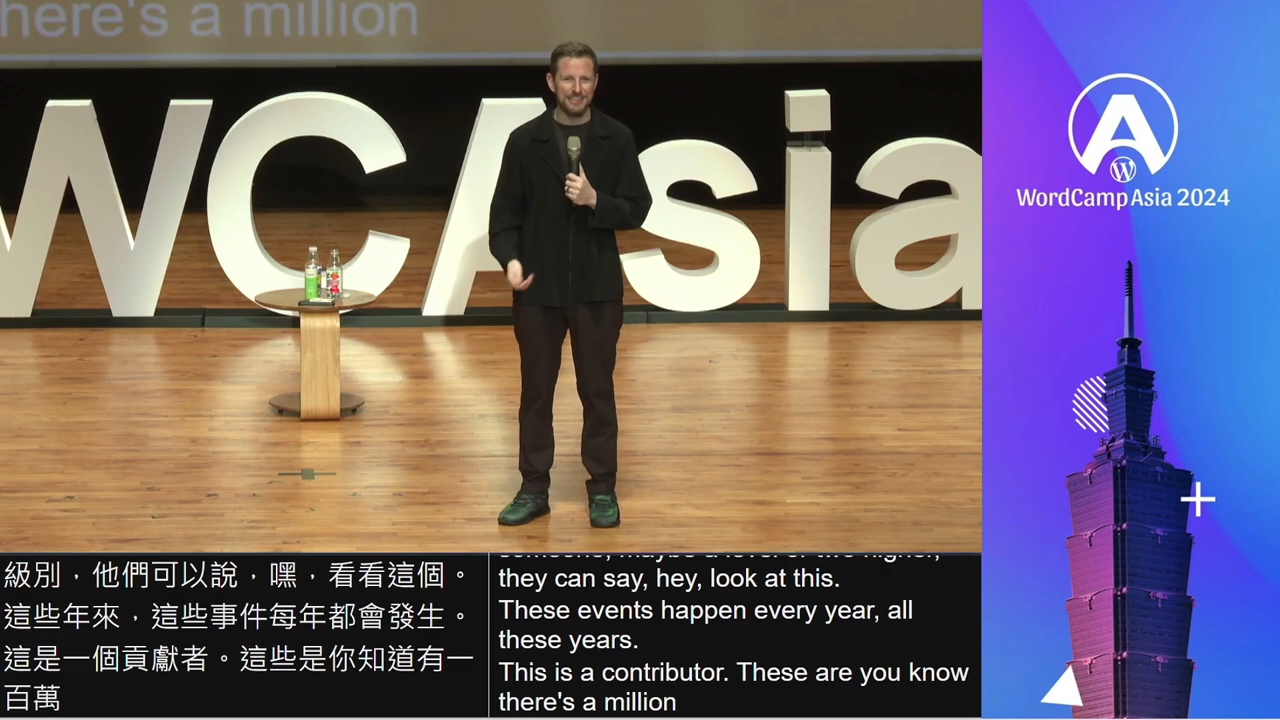 here's a million
WCAsia
WordCamp Asia 2024
級別，他們可以說，嘿，看看這個。
這些年來，這些事件每年都會發生。
這是一個貢獻者。這些是你知道有一
百萬
they can say, hey, look at this.
These events happen every year, all
these years.
This is a contributor. These are you know
there's a million